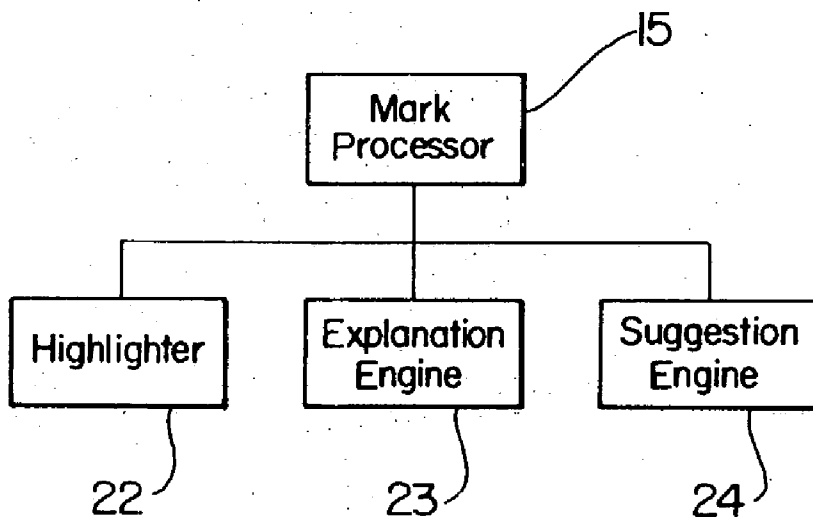 15
Mark
Processor
Highlighter
Explanation
Engine
Suggestion
Engine
22
23
24